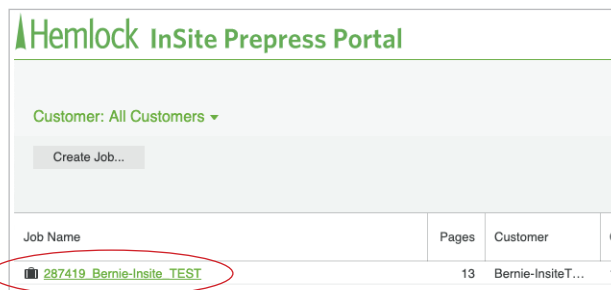 Hemlock InSite Prepress Portal
Customer: All Customers
Create Job...
Job Name Pages Customer
287419_Bernie-Insite_TEST 13 Bernie-InsiteT...